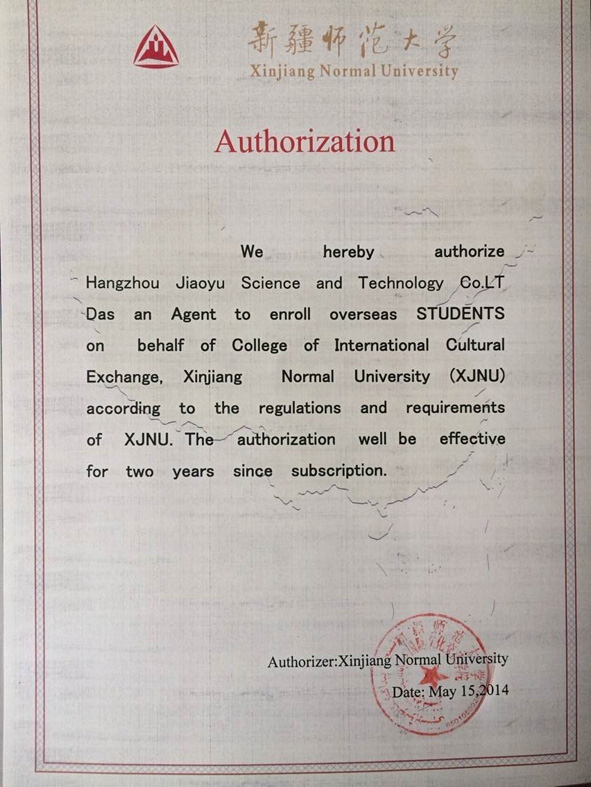 新疆师范大学
Xinjiang Normal University
Authorization
We hereby authorize
Hangzhou Jiaoyu Science and Technology Co.LT
Das an Agent to enroll overseas STUDENTS
on behalf of College of International Cultural
Exchange, Xinjiang Normal University (XJNU)
according to the regulations and requirements
of XJNU. The authorization well be effective
for two years since subscription.
Authorizer:Xinjiang Normal University
Date: May 15,2014